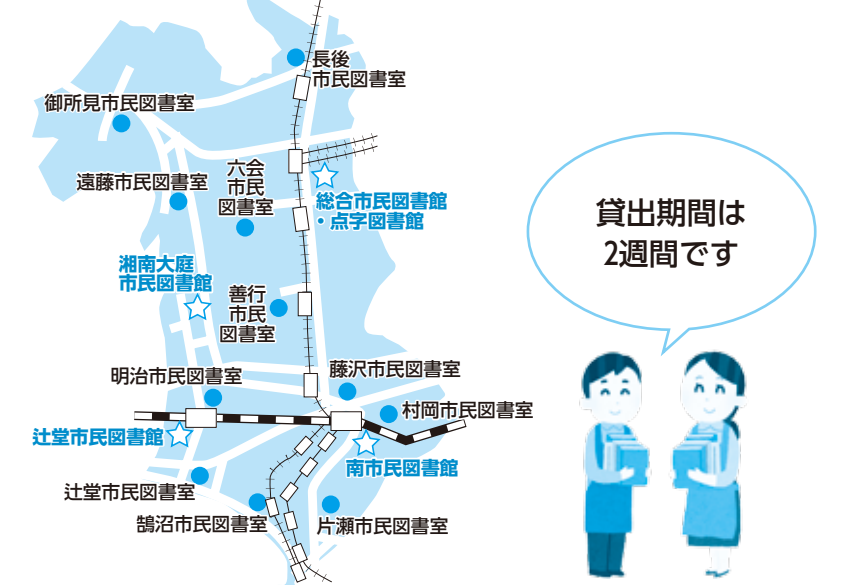 長後
市民図書室
御所見市民図書室
六会
市民
図書室
遠藤市民図書室
総合市民図書館
・点字図書館
湘南大庭
市民図書館
善行
市民
図書室
明治市民図書室
藤沢市民図書室
村岡市民図書室
辻堂市民図書館
南市民図書館
辻堂市民図書室
鵠沼市民図書室
片瀬市民図書室
貸出期間は
2週間です